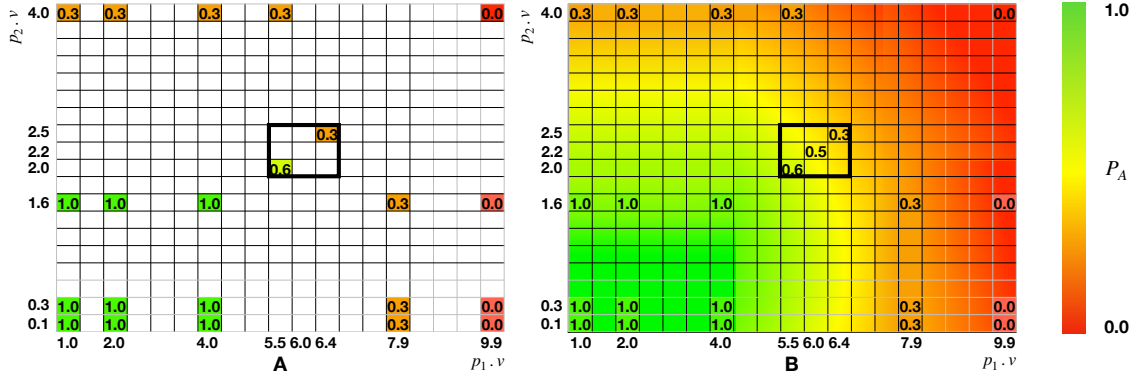 4.0 0.3 0.3 0.3 0.3 0.0 0.3 0.3 0.3 0.3 0.0 1.0
p₂ . v p₂ . v
2.5 0.3 2.5 0.3
2.2 2.2 0.5
2.0 0.6 2.0 0.6 P_A
1.6 1.0 1.0 1.0 0.3 0.0 1.6 1.0 1.0 1.0 0.3 0.0
0.3 1.0 1.0 1.0 0.3 0.0 0.3 1.0 1.0 1.0 0.3 0.0
0.1 1.0 1.0 1.0 0.3 0.0 0.1 1.0 1.0 1.0 0.3 0.0 0.0
1.0 2.0 4.0 5.5 6.0 6.4 7.9 9.9 1.0 2.0 4.0 5.5 6.0 6.4 7.9 9.9
A p₁ . v B p₁ . v